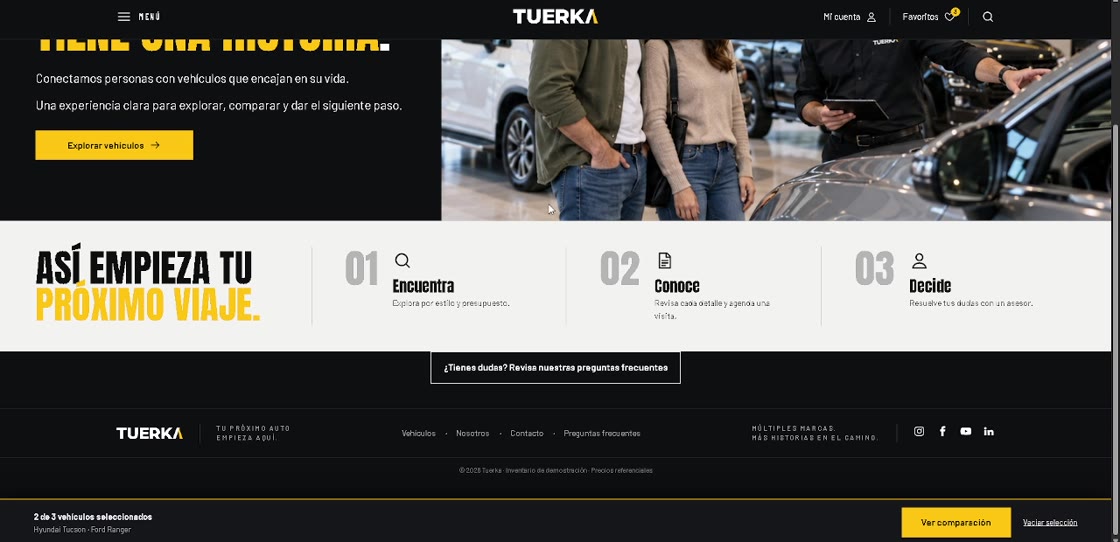 MENÚ
TUERKA
Mi cuenta
Favoritos
3
TIENE UNA HISTORIA.
Conectamos personas con vehículos que encajan en su vida.
Una experiencia clara para explorar, comparar y dar el siguiente paso.
Explorar vehículos →
TUERKA
ASÍ EMPIEZA TU
PRÓXIMO VIAJE.
01
Encuentra
Explora por estilo y presupuesto.
02
Conoce
Revisa cada detalle y agenda una
visita.
03
Decide
Resuelve tus dudas con un asesor.
¿Tienes dudas? Revisa nuestras preguntas frecuentes
TUERKA
TU PRÓXIMO AUTO
EMPIEZA AQUÍ.
Vehículos · Nosotros · Contacto · Preguntas frecuentes
MÚLTIPLES MARCAS.
MÁS HISTORIAS EN EL CAMINO.
© 2026 Tuerka · Inventario de demostración · Precios referenciales
2 de 3 vehículos seleccionados
Hyundai Tucson · Ford Ranger
Ver comparación
Vaciar selección